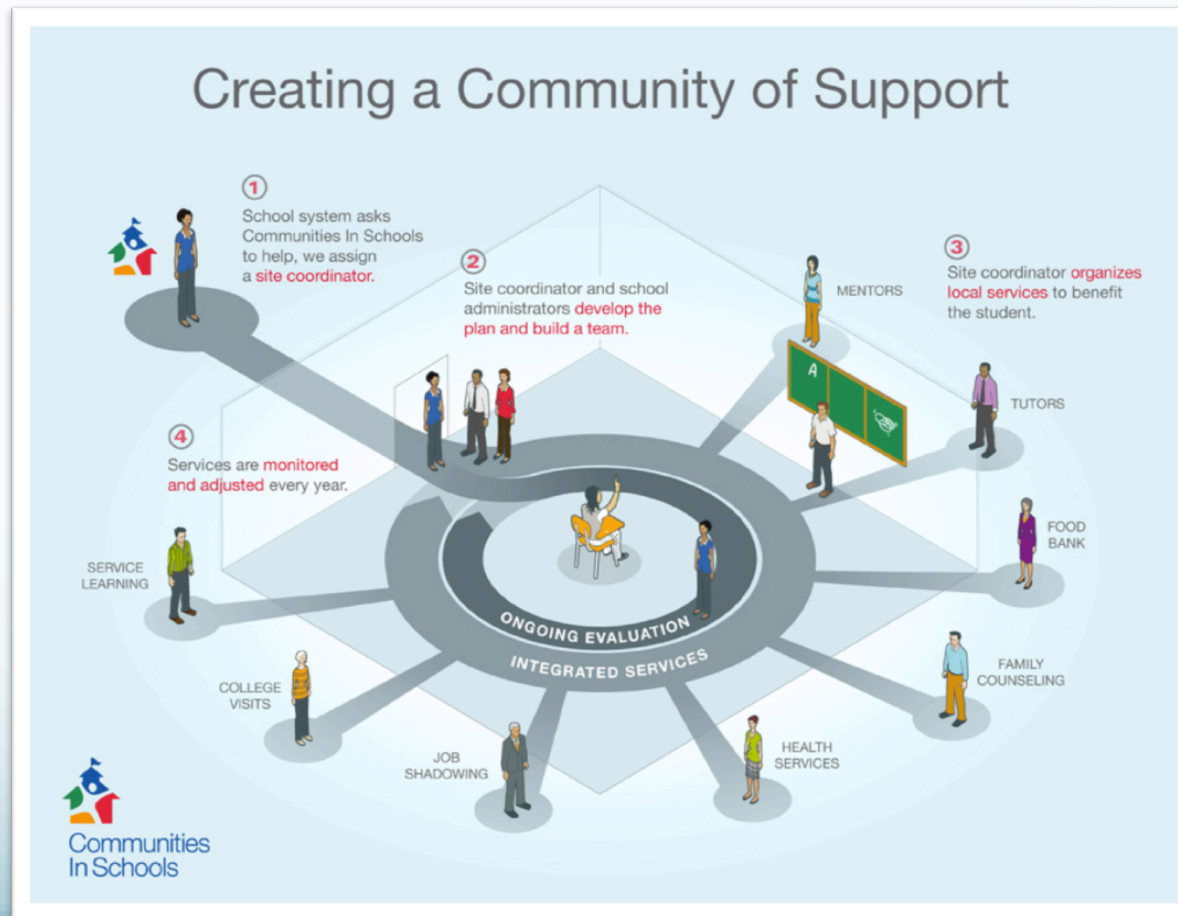 Creating a Community of Support
1
School system asks
Communities In Schools
to help, we assign
a site coordinator.
2
Site coordinator and school
administrators develop the
plan and build a team.
3
Site coordinator organizes
local services to benefit
the student.
4
Services are monitored
and adjusted every year.
MENTORS
A
TUTORS
FOOD
BANK
FAMILY
COUNSELING
HEALTH
SERVICES
JOB
SHADOWING
COLLEGE
VISITS
SERVICE
LEARNING
ONGOING EVALUATION
INTEGRATED SERVICES
Communities
In Schools